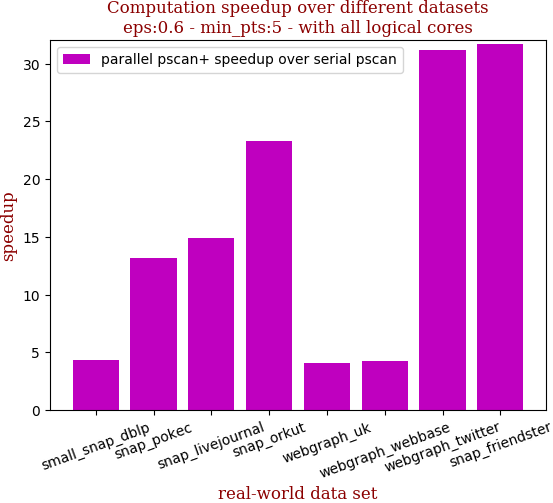 Computation speedup over different datasets
eps:0.6 - min_pts:5 - with all logical cores
parallel pscan+ speedup over serial pscan
speedup
30
25
20
15
10
5
0
small_snap_dblp
snap_pokec
snap_livejournal
snap_orkut
webgraph_uk
webgraph_webbase
webgraph_twitter
snap_friendster
real-world data set